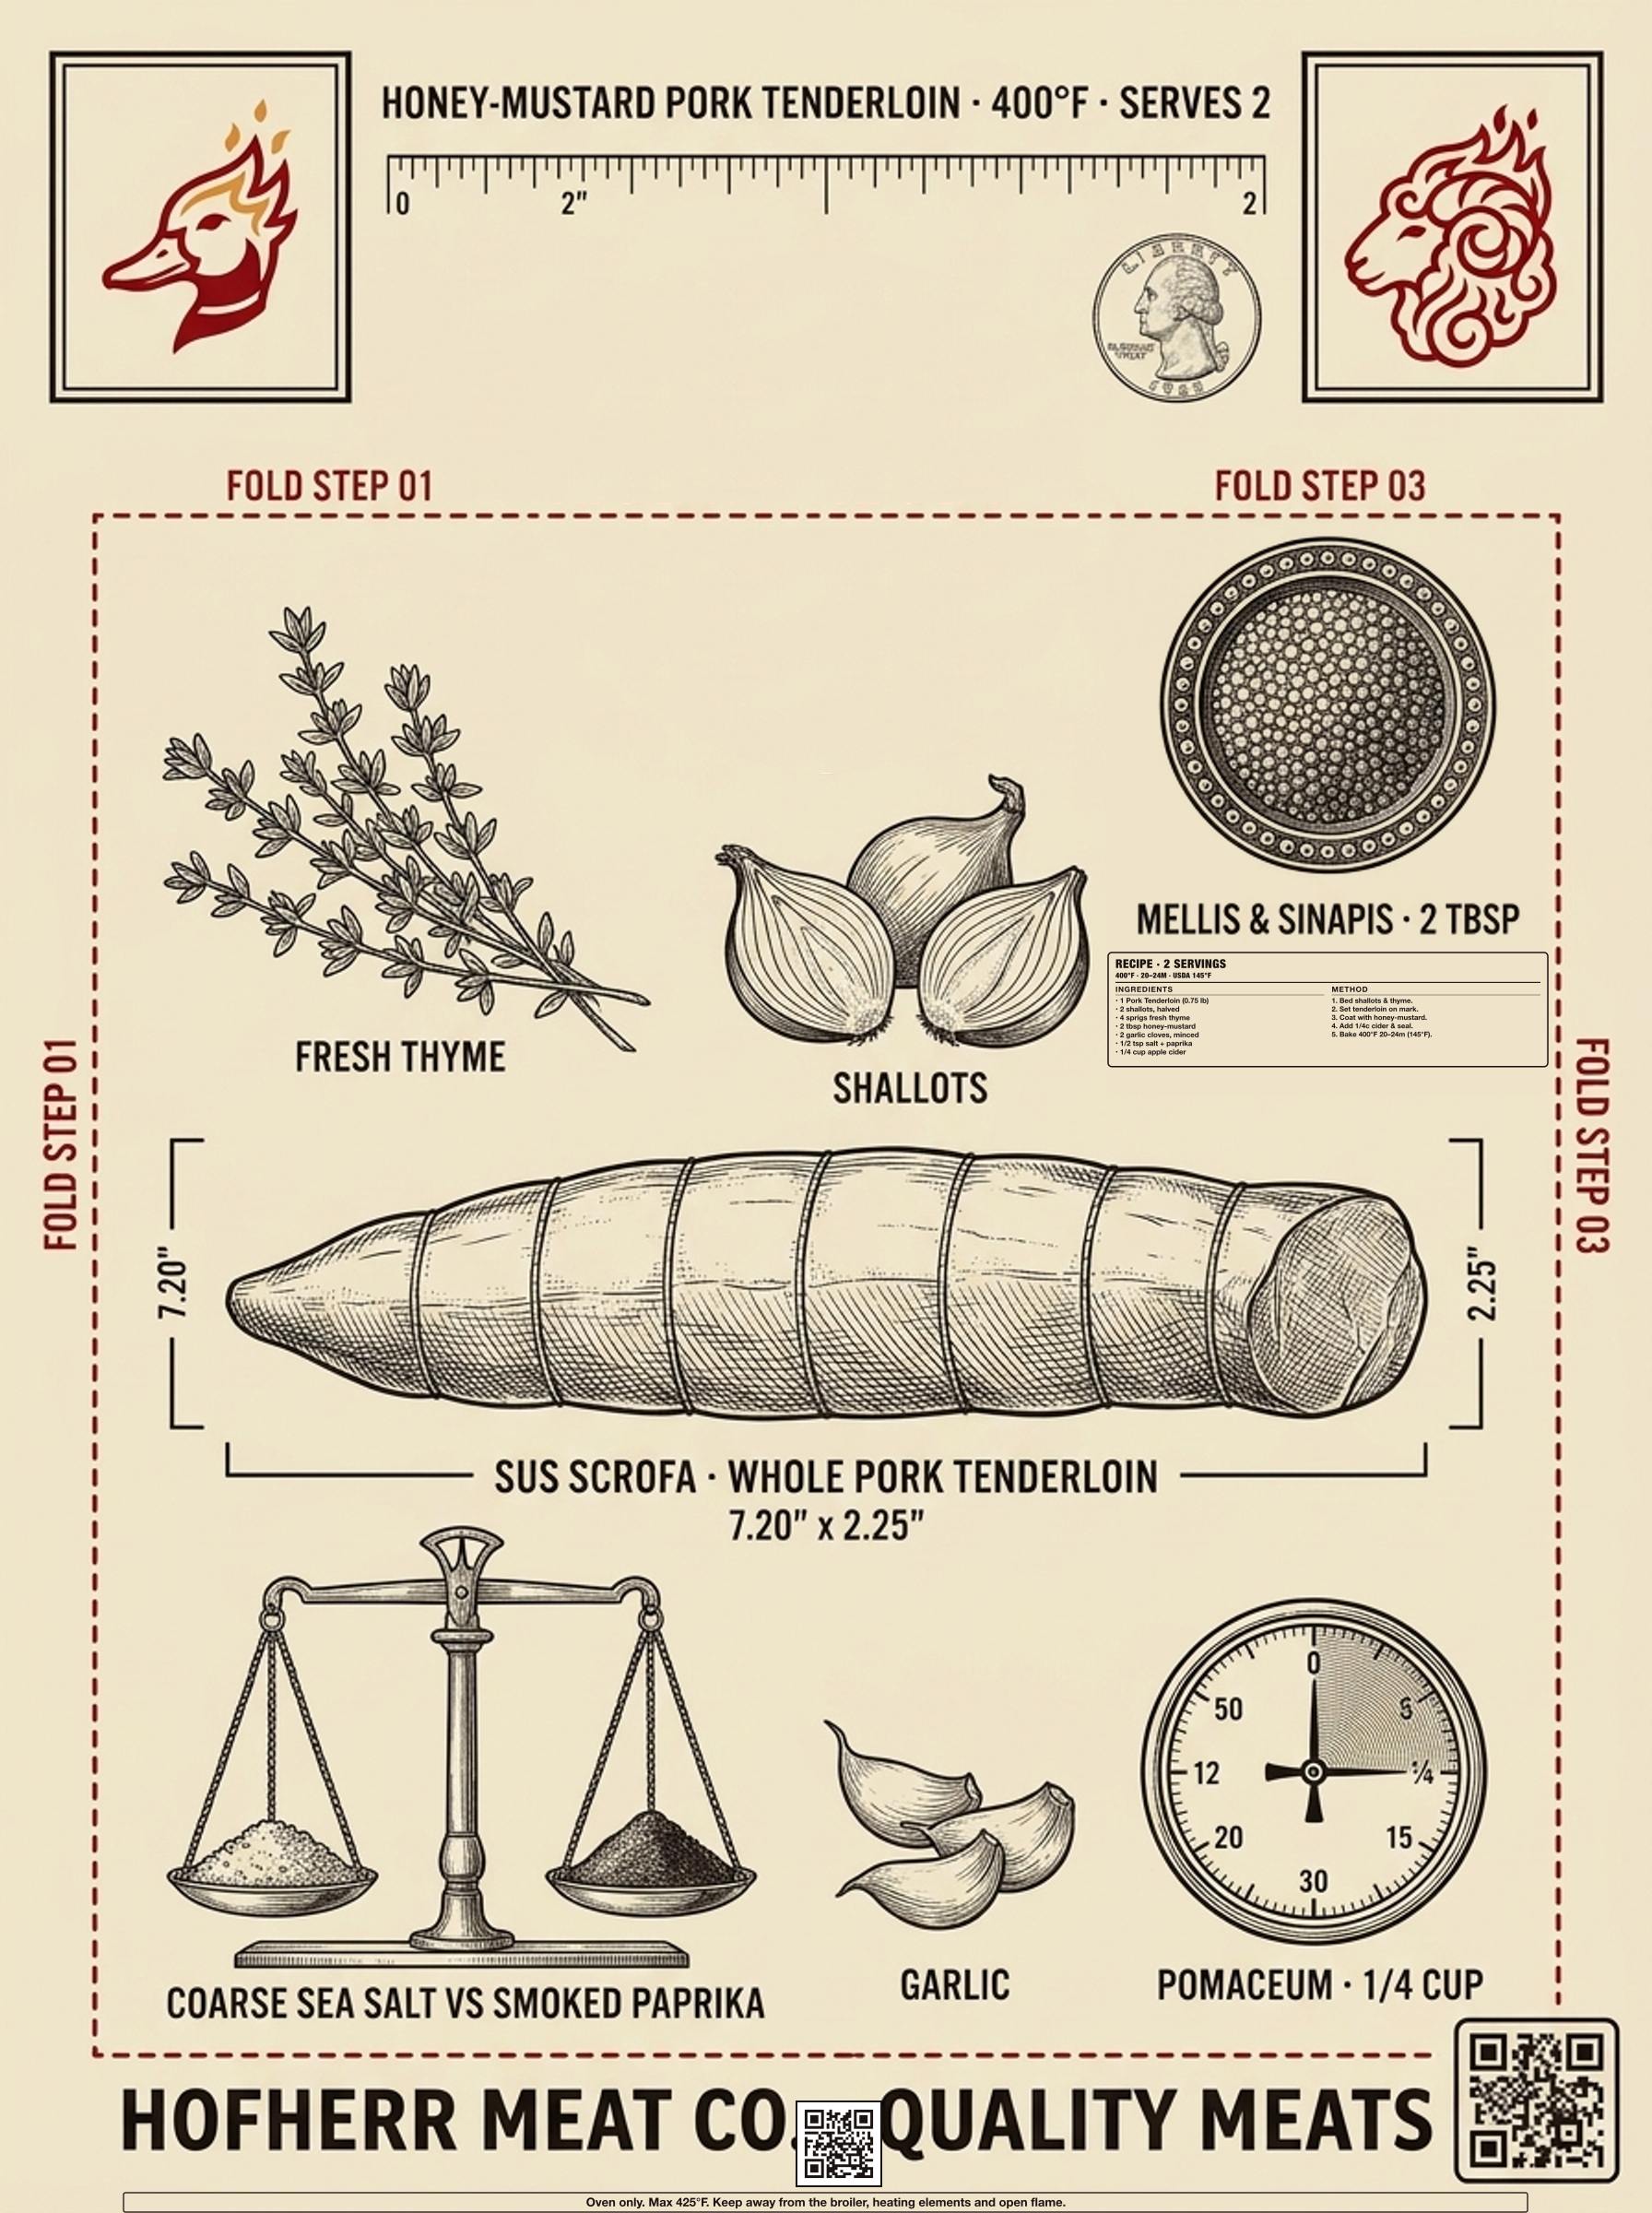 HONEY-MUSTARD PORK TENDERLOIN · 400°F · SERVES 2
0 2" 2
LIBERTY
FOLD STEP 01
FOLD STEP 03
MELLIS & SINAPIS · 2 TBSP
RECIPE · 2 SERVINGS
400°F · 20–24M · USDA 145°F
INGREDIENTS
· 1 Pork Tenderloin (0.75 lb)
· 2 shallots, halved
· 4 sprigs fresh thyme
· 2 tbsp honey-mustard
· 2 garlic cloves, minced
· 1/2 tsp salt + paprika
· 1/4 cup apple cider
METHOD
1. Bed shallots & thyme.
2. Set tenderloin on mark.
3. Coat with honey-mustard.
4. Add 1/4c cider & seal.
5. Bake 400°F 20–24m (145°F).
FRESH THYME
SHALLOTS
FOLD STEP 01
FOLD STEP 03
7.20"
2.25"
SUS SCROFA · WHOLE PORK TENDERLOIN
7.20" x 2.25"
0
50
12 1/4
20 15
30
COARSE SEA SALT VS SMOKED PAPRIKA
GARLIC
POMACEUM · 1/4 CUP
HOFHERR MEAT CO. QUALITY MEATS
Oven only. Max 425°F. Keep away from the broiler, heating elements and open flame.